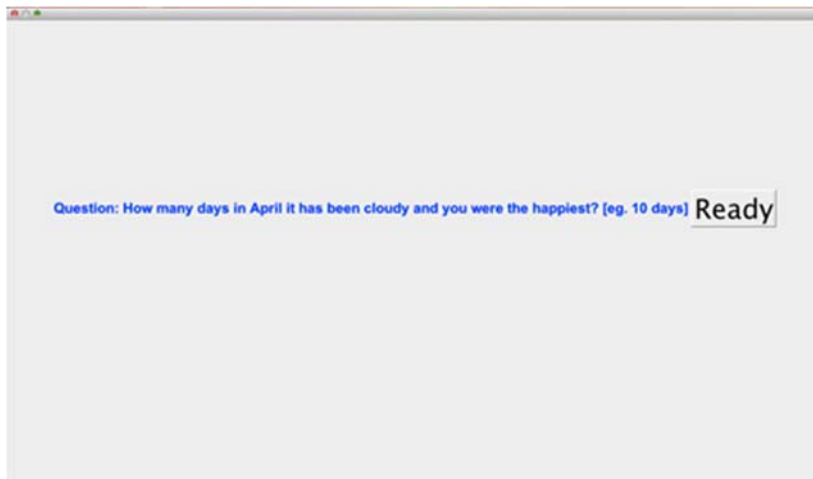 Question: How many days in April it has been cloudy and you were the happiest? [eg. 10 days] Ready